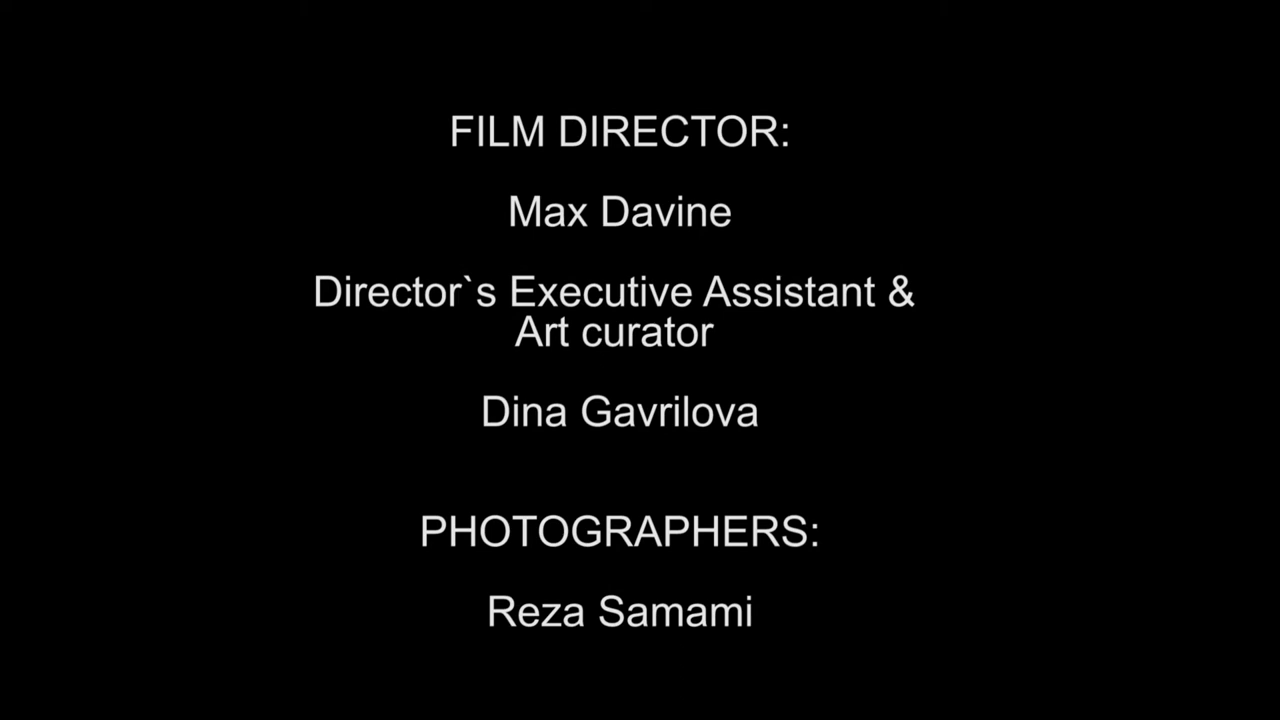 FILM DIRECTOR:
Max Davine
Director`s Executive Assistant &
Art curator
Dina Gavrilova
PHOTOGRAPHERS:
Reza Samami